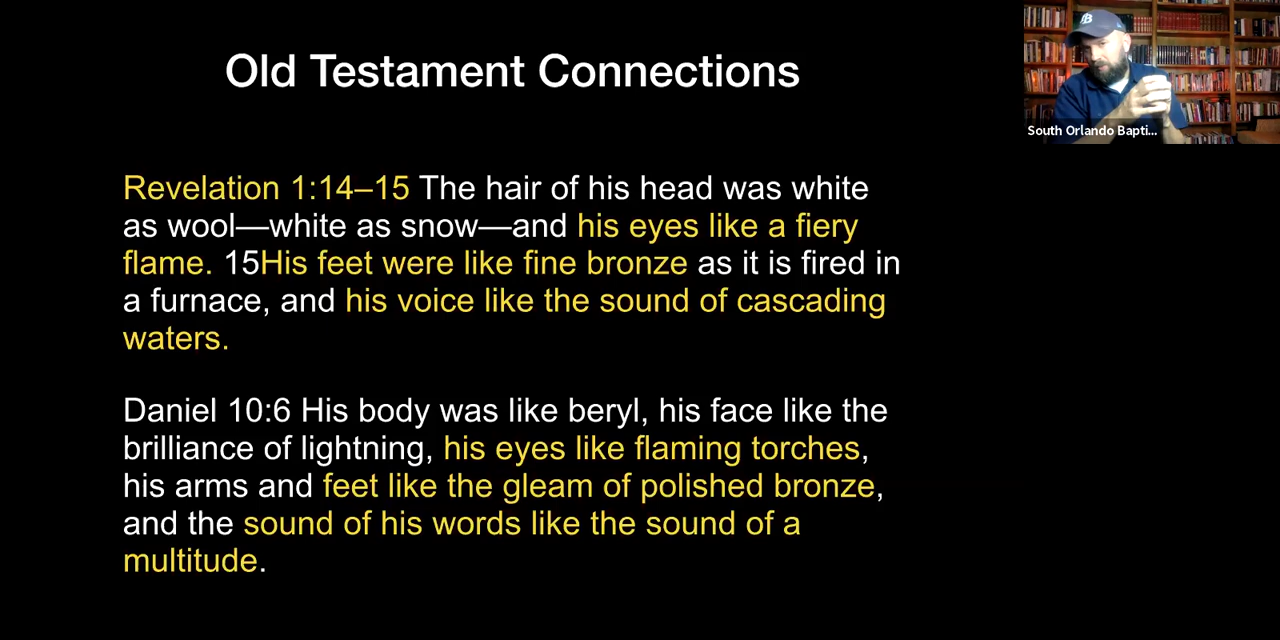 Old Testament Connections
South Orlando Bapti...
Revelation 1:14–15 The hair of his head was white
as wool—white as snow—and his eyes like a fiery
flame. 15His feet were like fine bronze as it is fired in
a furnace, and his voice like the sound of cascading
waters.
Daniel 10:6 His body was like beryl, his face like the
brilliance of lightning, his eyes like flaming torches,
his arms and feet like the gleam of polished bronze,
and the sound of his words like the sound of a
multitude.